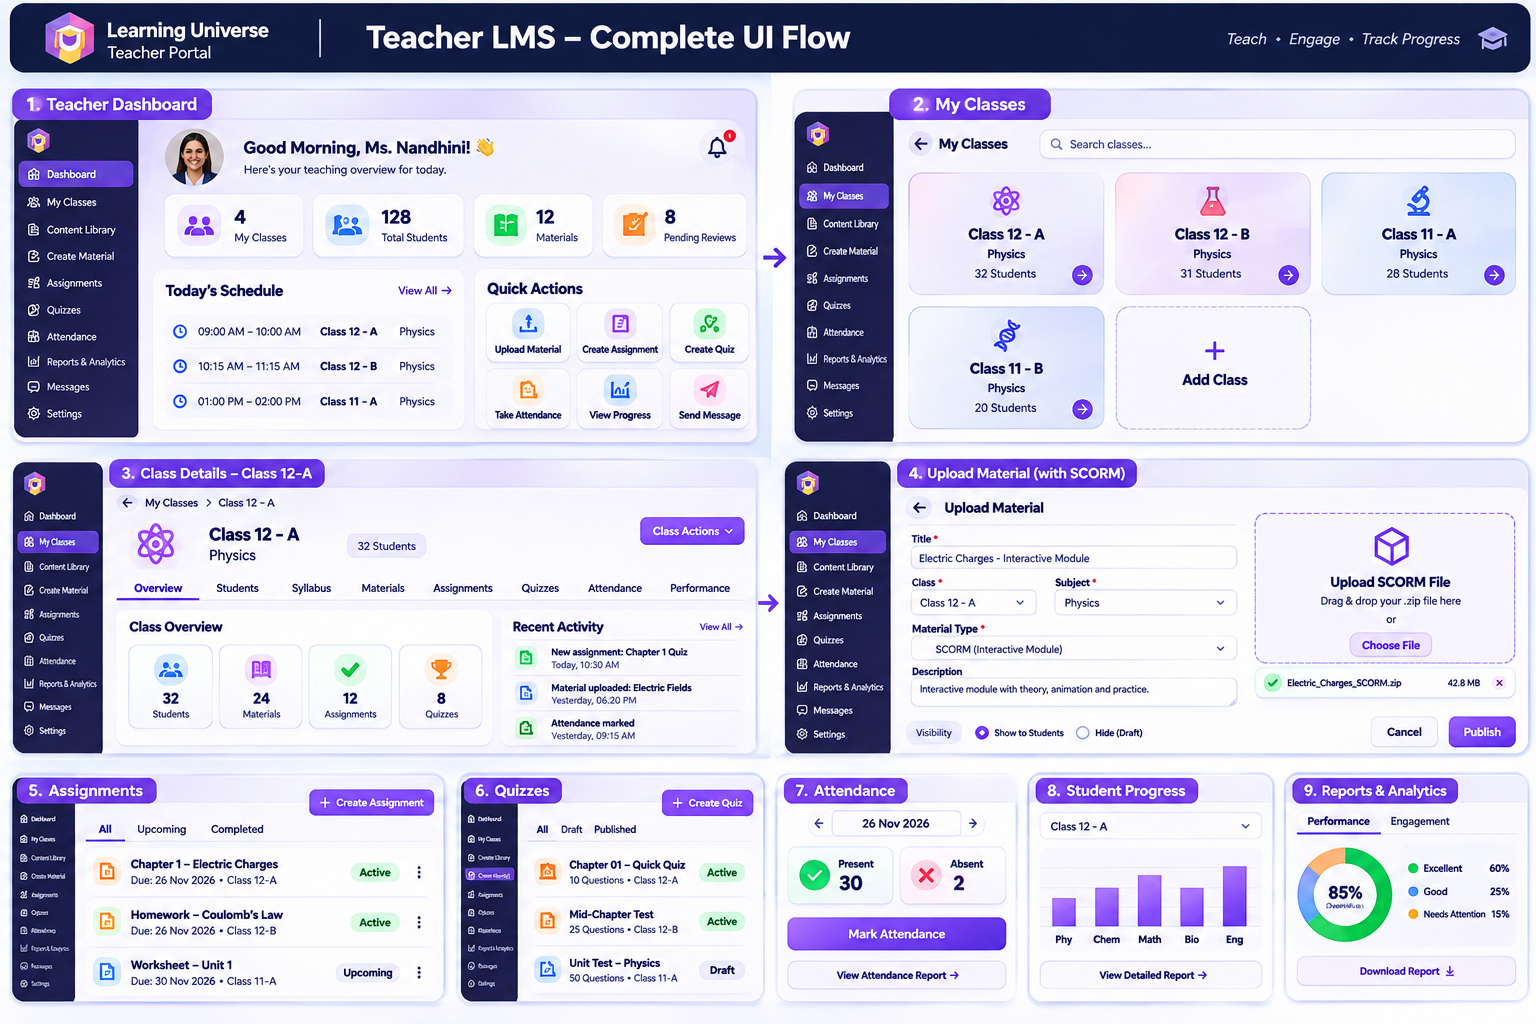 Learning Universe
Teacher Portal
Teacher LMS – Complete UI Flow
Teach • Engage • Track Progress
1. Teacher Dashboard
Dashboard
My Classes
Content Library
Create Material
Assignments
Quizzes
Attendance
Reports & Analytics
Messages
Settings
Good Morning, Ms. Nandhini! 👋
Here's your teaching overview for today.
4
My Classes
128
Total Students
12
Materials
8
Pending Reviews
Today's Schedule
View All →
09:00 AM – 10:00 AM Class 12 - A Physics
10:15 AM – 11:15 AM Class 12 - B Physics
01:00 PM – 02:00 PM Class 11 - A Physics
Quick Actions
Upload Material
Create Assignment
Create Quiz
Take Attendance
View Progress
Send Message
2. My Classes
Dashboard
My Classes
Content Library
Create Material
Assignments
Quizzes
Attendance
Reports & Analytics
Messages
Settings
← My Classes
Search classes...
Class 12 - A
Physics
32 Students
Class 12 - B
Physics
31 Students
Class 11 - A
Physics
28 Students
Class 11 - B
Physics
20 Students
+
Add Class
3. Class Details – Class 12-A
Dashboard
My Classes
Content Library
Create Material
Assignments
Quizzes
Attendance
Reports & Analytics
Messages
Settings
← My Classes > Class 12 - A
Class 12 - A
Physics
32 Students
Class Actions
Overview Students Syllabus Materials Assignments Quizzes Attendance Performance
Class Overview
32
Students
24
Materials
12
Assignments
8
Quizzes
Recent Activity
View All →
New assignment: Chapter 1 Quiz
Today, 10:30 AM
Material uploaded: Electric Fields
Yesterday, 06.20 PM
Attendance marked
Yesterday, 09:15 AM
4. Upload Material (with SCORM)
Dashboard
My Classes
Content Library
Create Material
Assignments
Quizzes
Attendance
Reports & Analytics
Messages
Settings
← Upload Material
Title *
Electric Charges - Interactive Module
Class *
Class 12 - A
Subject *
Physics
Material Type *
SCORM (Interactive Module)
Description
Interactive module with theory, animation and practice.
Visibility
Show to Students
Hide (Draft)
Upload SCORM File
Drag & drop your .zip file here
or
Choose File
Electric_Charges_SCORM.zip 42.8 MB ×
Cancel
Publish
5. Assignments
+ Create Assignment
All Upcoming Completed
Chapter 1 – Electric Charges
Due: 26 Nov 2026 • Class 12-A
Active
Homework – Coulomb's Law
Due: 26 Nov 2026 • Class 12-B
Active
Worksheet – Unit 1
Due: 30 Nov 2026 • Class 11-A
Upcoming
6. Quizzes
+ Create Quiz
All Draft Published
Chapter 01 – Quick Quiz
10 Questions • Class 12-A
Active
Mid-Chapter Test
25 Questions • Class 12-B
Active
Unit Test – Physics
50 Questions • Class 11-A
Draft
7. Attendance
← 26 Nov 2026 →
Present
30
Absent
2
Mark Attendance
View Attendance Report →
8. Student Progress
Class 12 - A
Phy Chem Math Bio Eng
View Detailed Report →
9. Reports & Analytics
Performance Engagement
85%
Excellent 60%
Good 25%
Needs Attention 15%
Download Report